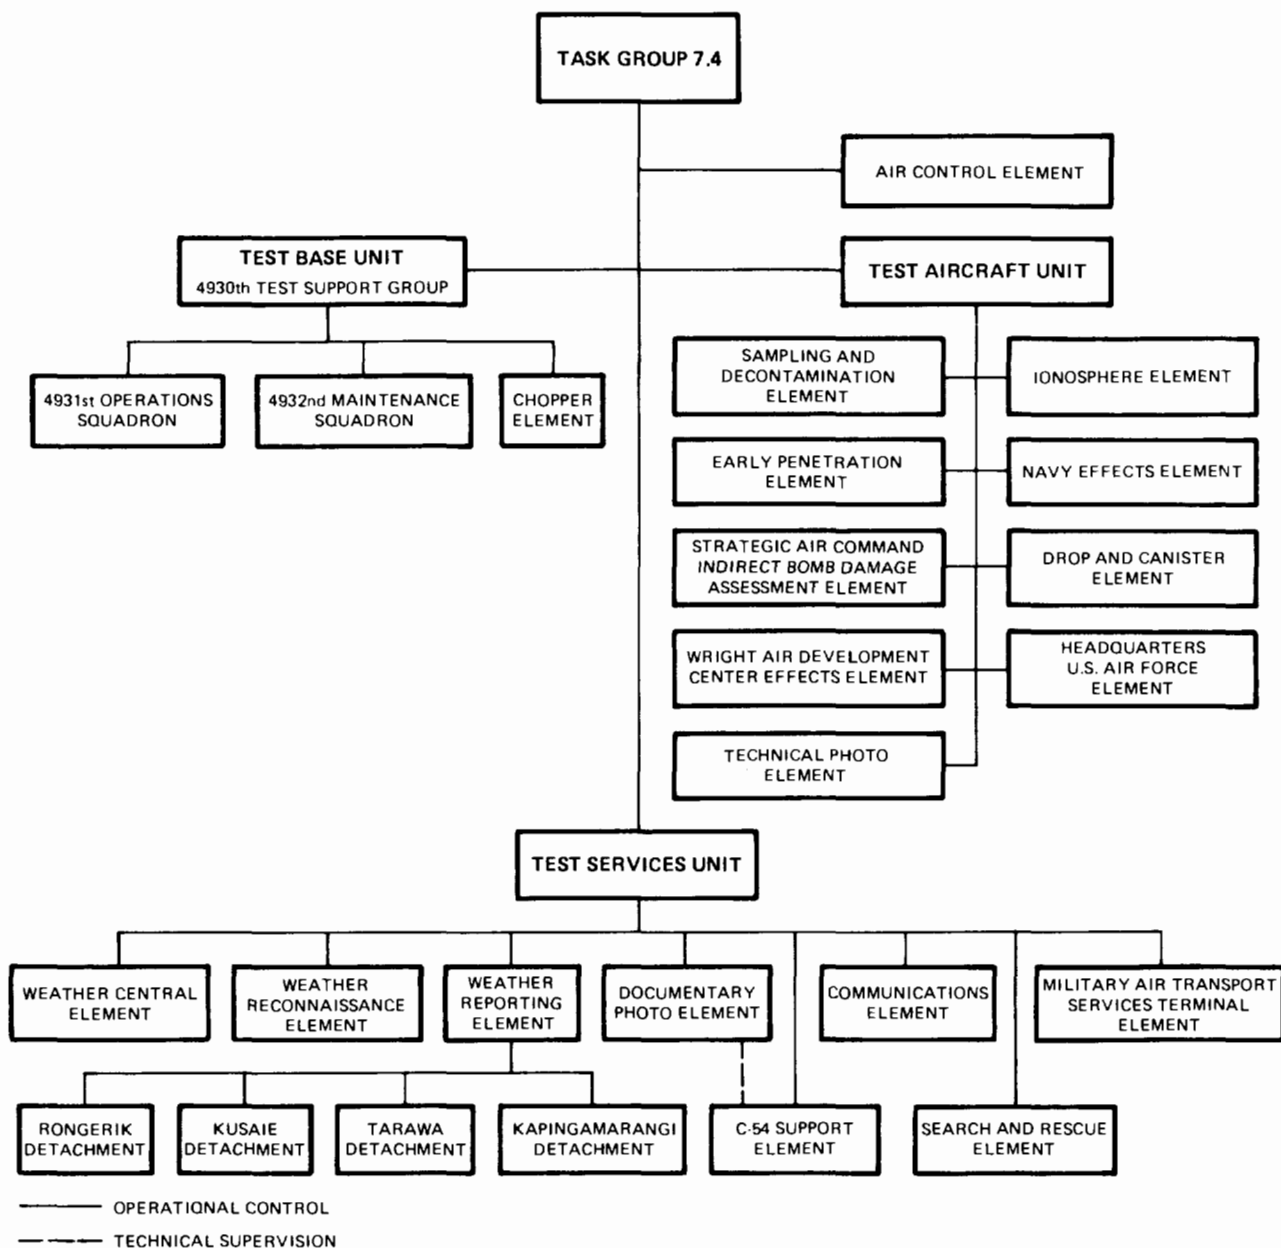 TASK GROUP 7.4
AIR CONTROL ELEMENT
TEST BASE UNIT
4930th TEST SUPPORT GROUP
TEST AIRCRAFT UNIT
4931st OPERATIONS
SQUADRON
4932nd MAINTENANCE
SQUADRON
CHOPPER
ELEMENT
SAMPLING AND
DECONTAMINATION
ELEMENT
IONOSPHERE ELEMENT
EARLY PENETRATION
ELEMENT
NAVY EFFECTS ELEMENT
STRATEGIC AIR COMMAND
INDIRECT BOMB DAMAGE
ASSESSMENT ELEMENT
DROP AND CANISTER
ELEMENT
WRIGHT AIR DEVELOPMENT
CENTER EFFECTS ELEMENT
HEADQUARTERS
U.S. AIR FORCE
ELEMENT
TECHNICAL PHOTO
ELEMENT
TEST SERVICES UNIT
WEATHER CENTRAL
ELEMENT
WEATHER
RECONNAISSANCE
ELEMENT
WEATHER
REPORTING
ELEMENT
DOCUMENTARY
PHOTO ELEMENT
COMMUNICATIONS
ELEMENT
MILITARY AIR TRANSPORT
SERVICES TERMINAL
ELEMENT
RONGERIK
DETACHMENT
KUSAIE
DETACHMENT
TARAWA
DETACHMENT
KAPINGAMARANGI
DETACHMENT
C-54 SUPPORT
ELEMENT
SEARCH AND RESCUE
ELEMENT
OPERATIONAL CONTROL
TECHNICAL SUPERVISION